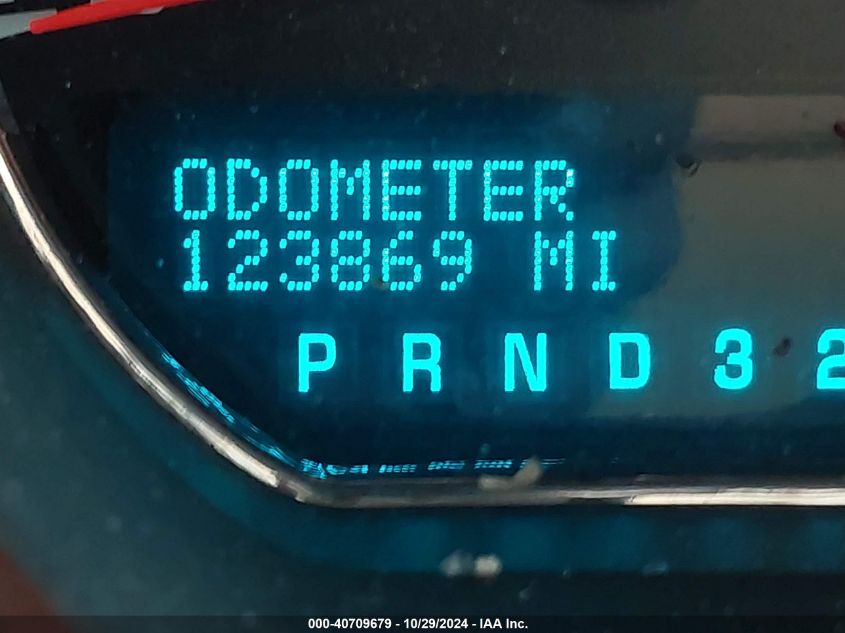 ODOMETER
123869 MI
P R N D 3 2
000-40709679 - 10/29/2024 - IAA Inc.